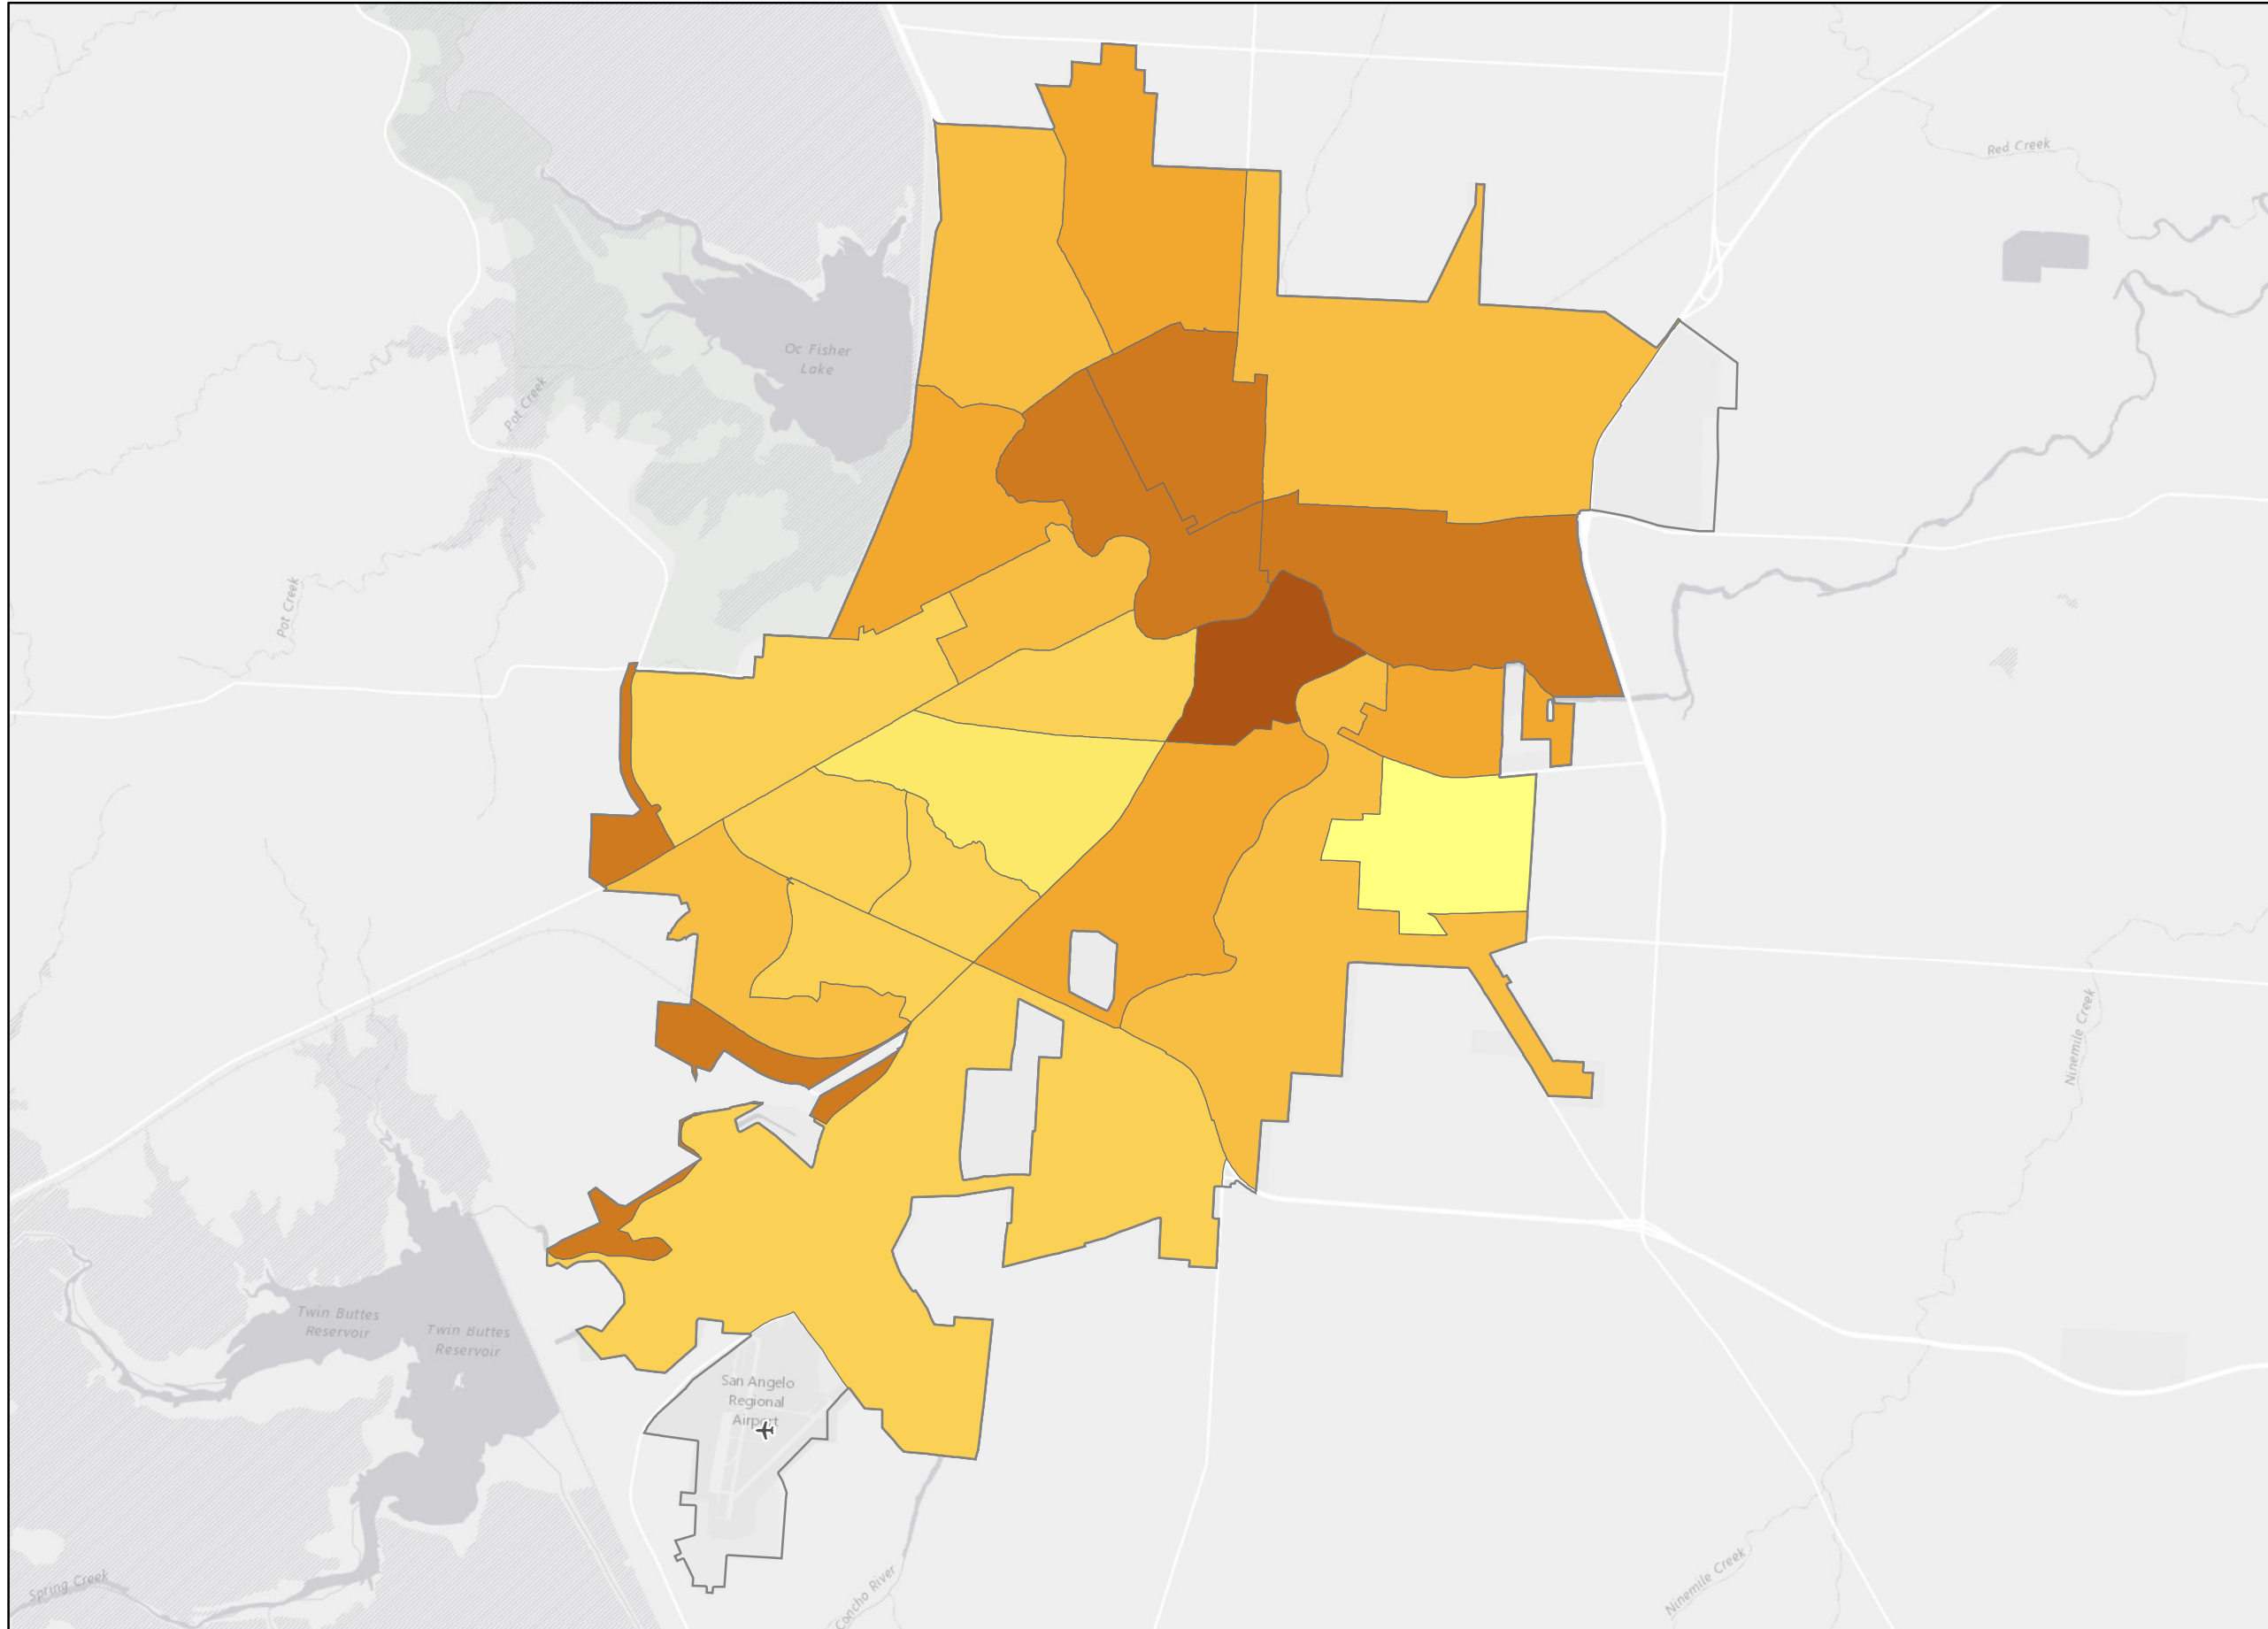 Red Creek
Oc Fisher
Lake
Pot Creek
Pot Creek
Ninemile Creek
Twin Buttes
Reservoir
Twin Buttes
Reservoir
San Angelo
Regional
Airport
Spring Creek
Concho River
Ninemile Creek